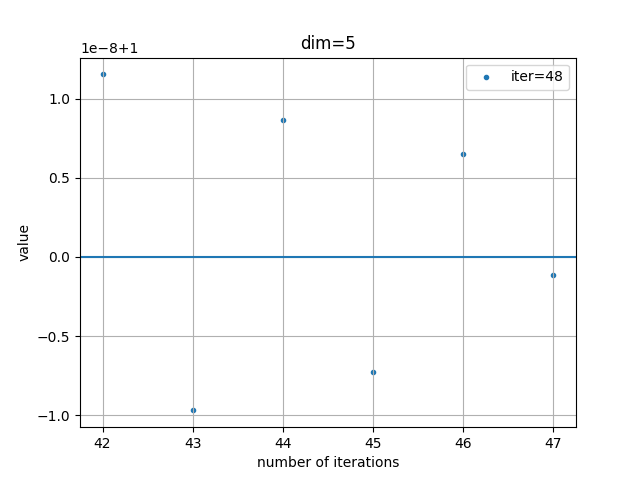 dim=5
1e−8+1
iter=48
1.0
0.5
0.0
−0.5
−1.0
value
42 43 44 45 46 47
number of iterations